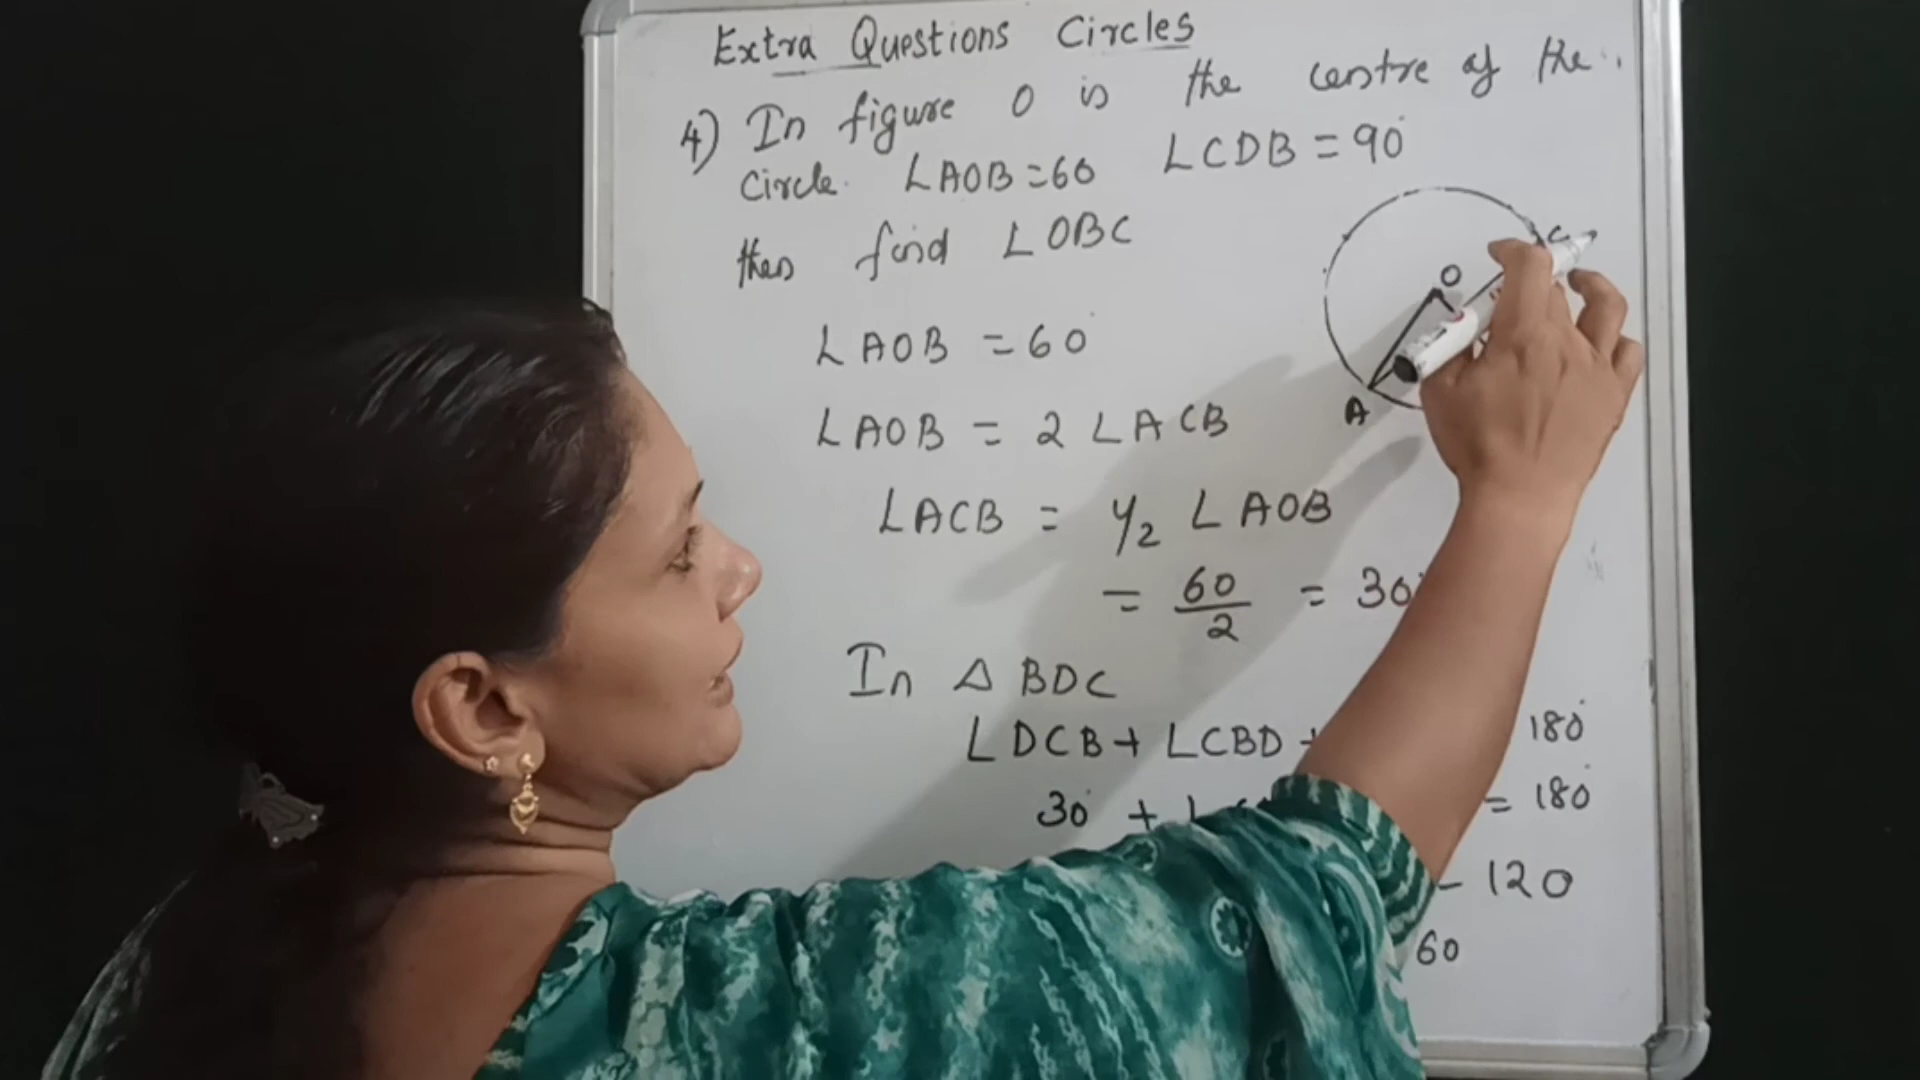 Extra Questions Circles
4) In figure O is the centre of the
circle. ∠AOB=60 ∠CDB=90°
then find ∠OBC
O
C
A
∠AOB = 60°
∠AOB = 2 ∠ACB
∠ACB = 1/2 ∠AOB
= 60/2 = 30
In △ BDC
∠DCB + ∠CBD + 180°
30° + = 180°
- 120
60